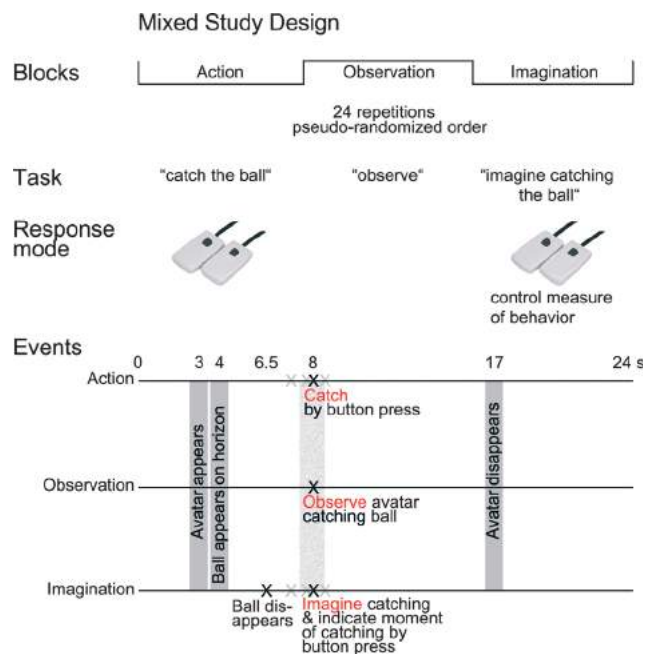 Mixed Study Design
Blocks
Action
Observation
Imagination
24 repetitions
pseudo-randomized order
Task
"catch the ball"
"observe"
"imagine catching
the ball"
Response
mode
control measure
of behavior
Events
0 3 4 6.5 8 17 24 s
Action
Catch
by button press
Avatar appears
Ball appears on horizon
Avatar disappears
Observation
Observe avatar
catching ball
Imagination
Ball dis-
appears
Imagine catching
& indicate moment
of catching by
button press